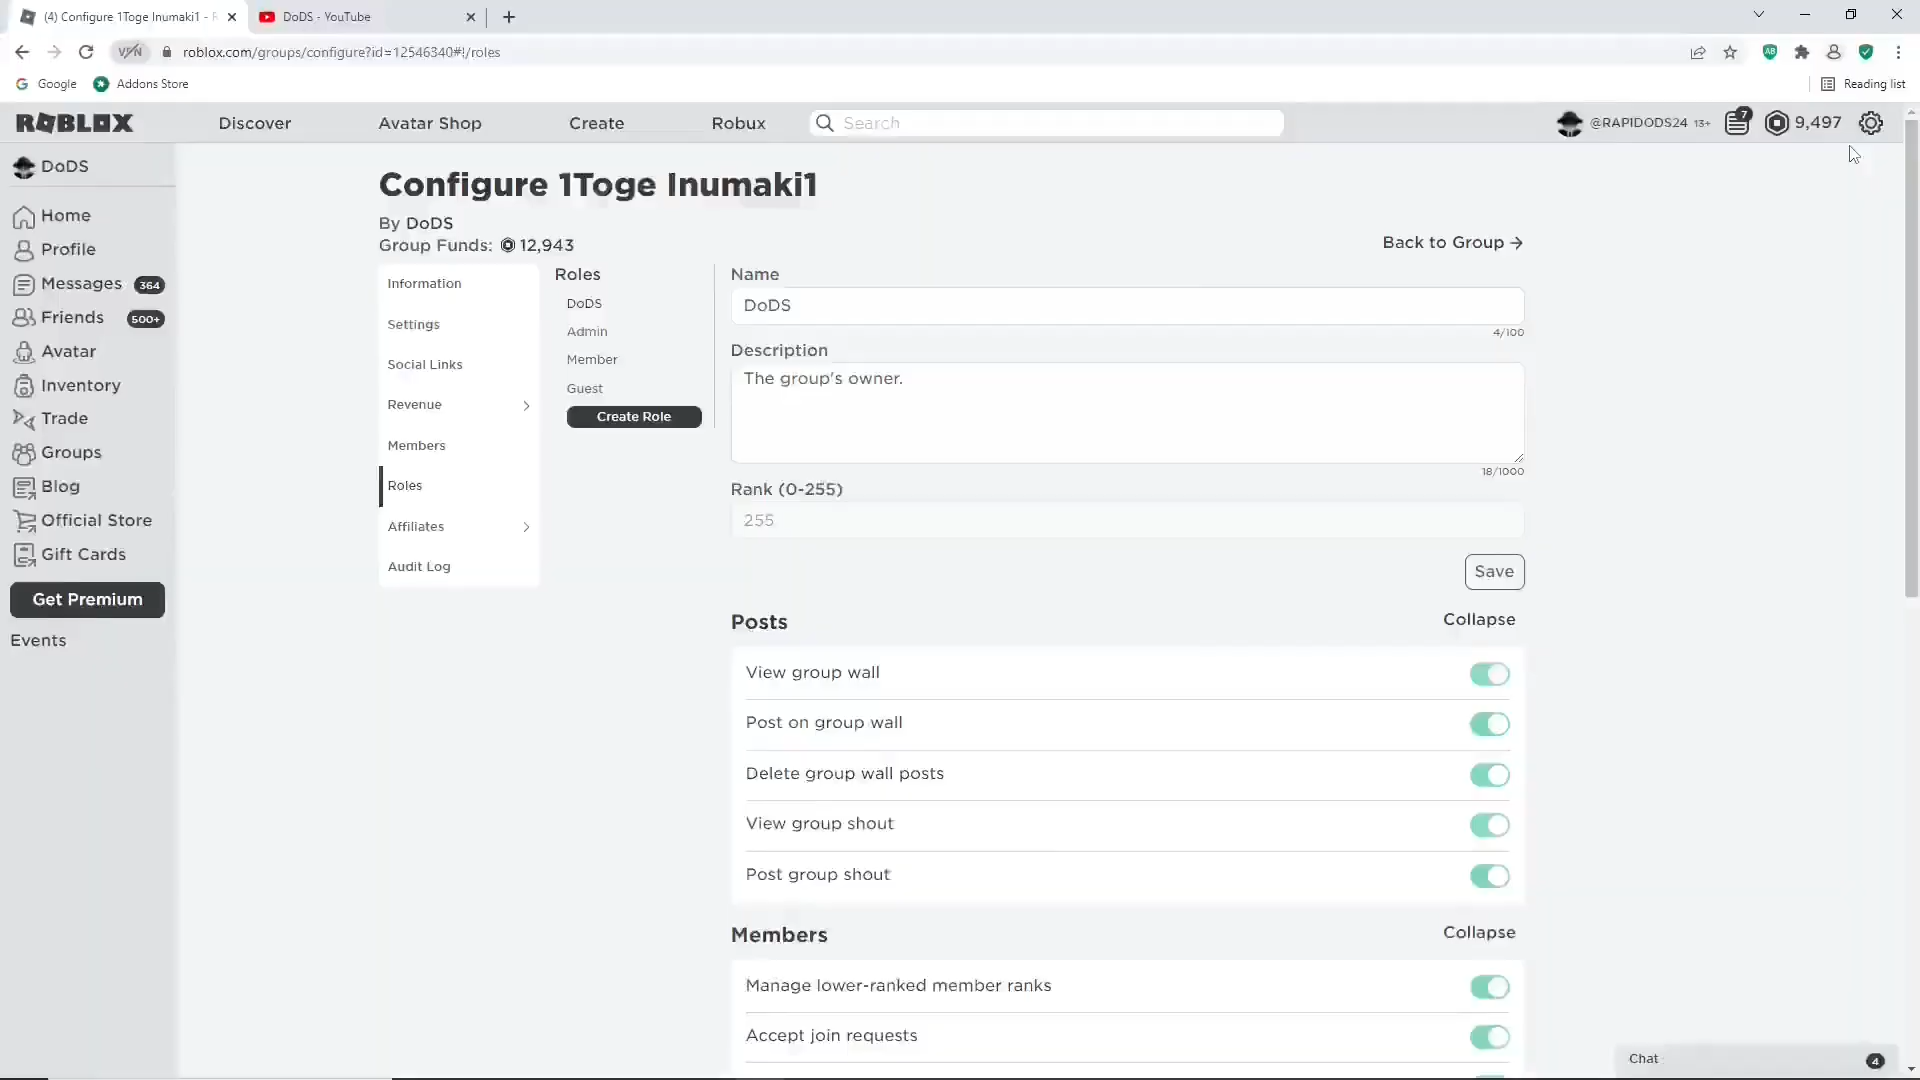 (4) Configure 1Toge Inumaki1 -
DoDS - YouTube
VPN
roblox.com/groups/configure?id=12546340#!/roles
Google
Addons Store
Reading list
ROBLOX
Discover
Avatar Shop
Create
Robux
Search
@RAPIDODS24 13+
7
9,497
DoDS
Home
Profile
Messages 364
Friends 500+
Avatar
Inventory
Trade
Groups
Blog
Official Store
Gift Cards
Get Premium
Events
Configure 1Toge Inumaki1
By DoDS
Group Funds: 12,943
Back to Group
Information
Settings
Social Links
Revenue
Members
Roles
Affiliates
Audit Log
Roles
DoDS
Admin
Member
Guest
Create Role
Name
DoDS
4/100
Description
The group's owner.
18/1000
Rank (0-255)
255
Save
Posts
Collapse
View group wall
Post on group wall
Delete group wall posts
View group shout
Post group shout
Members
Collapse
Manage lower-ranked member ranks
Accept join requests
Chat
4